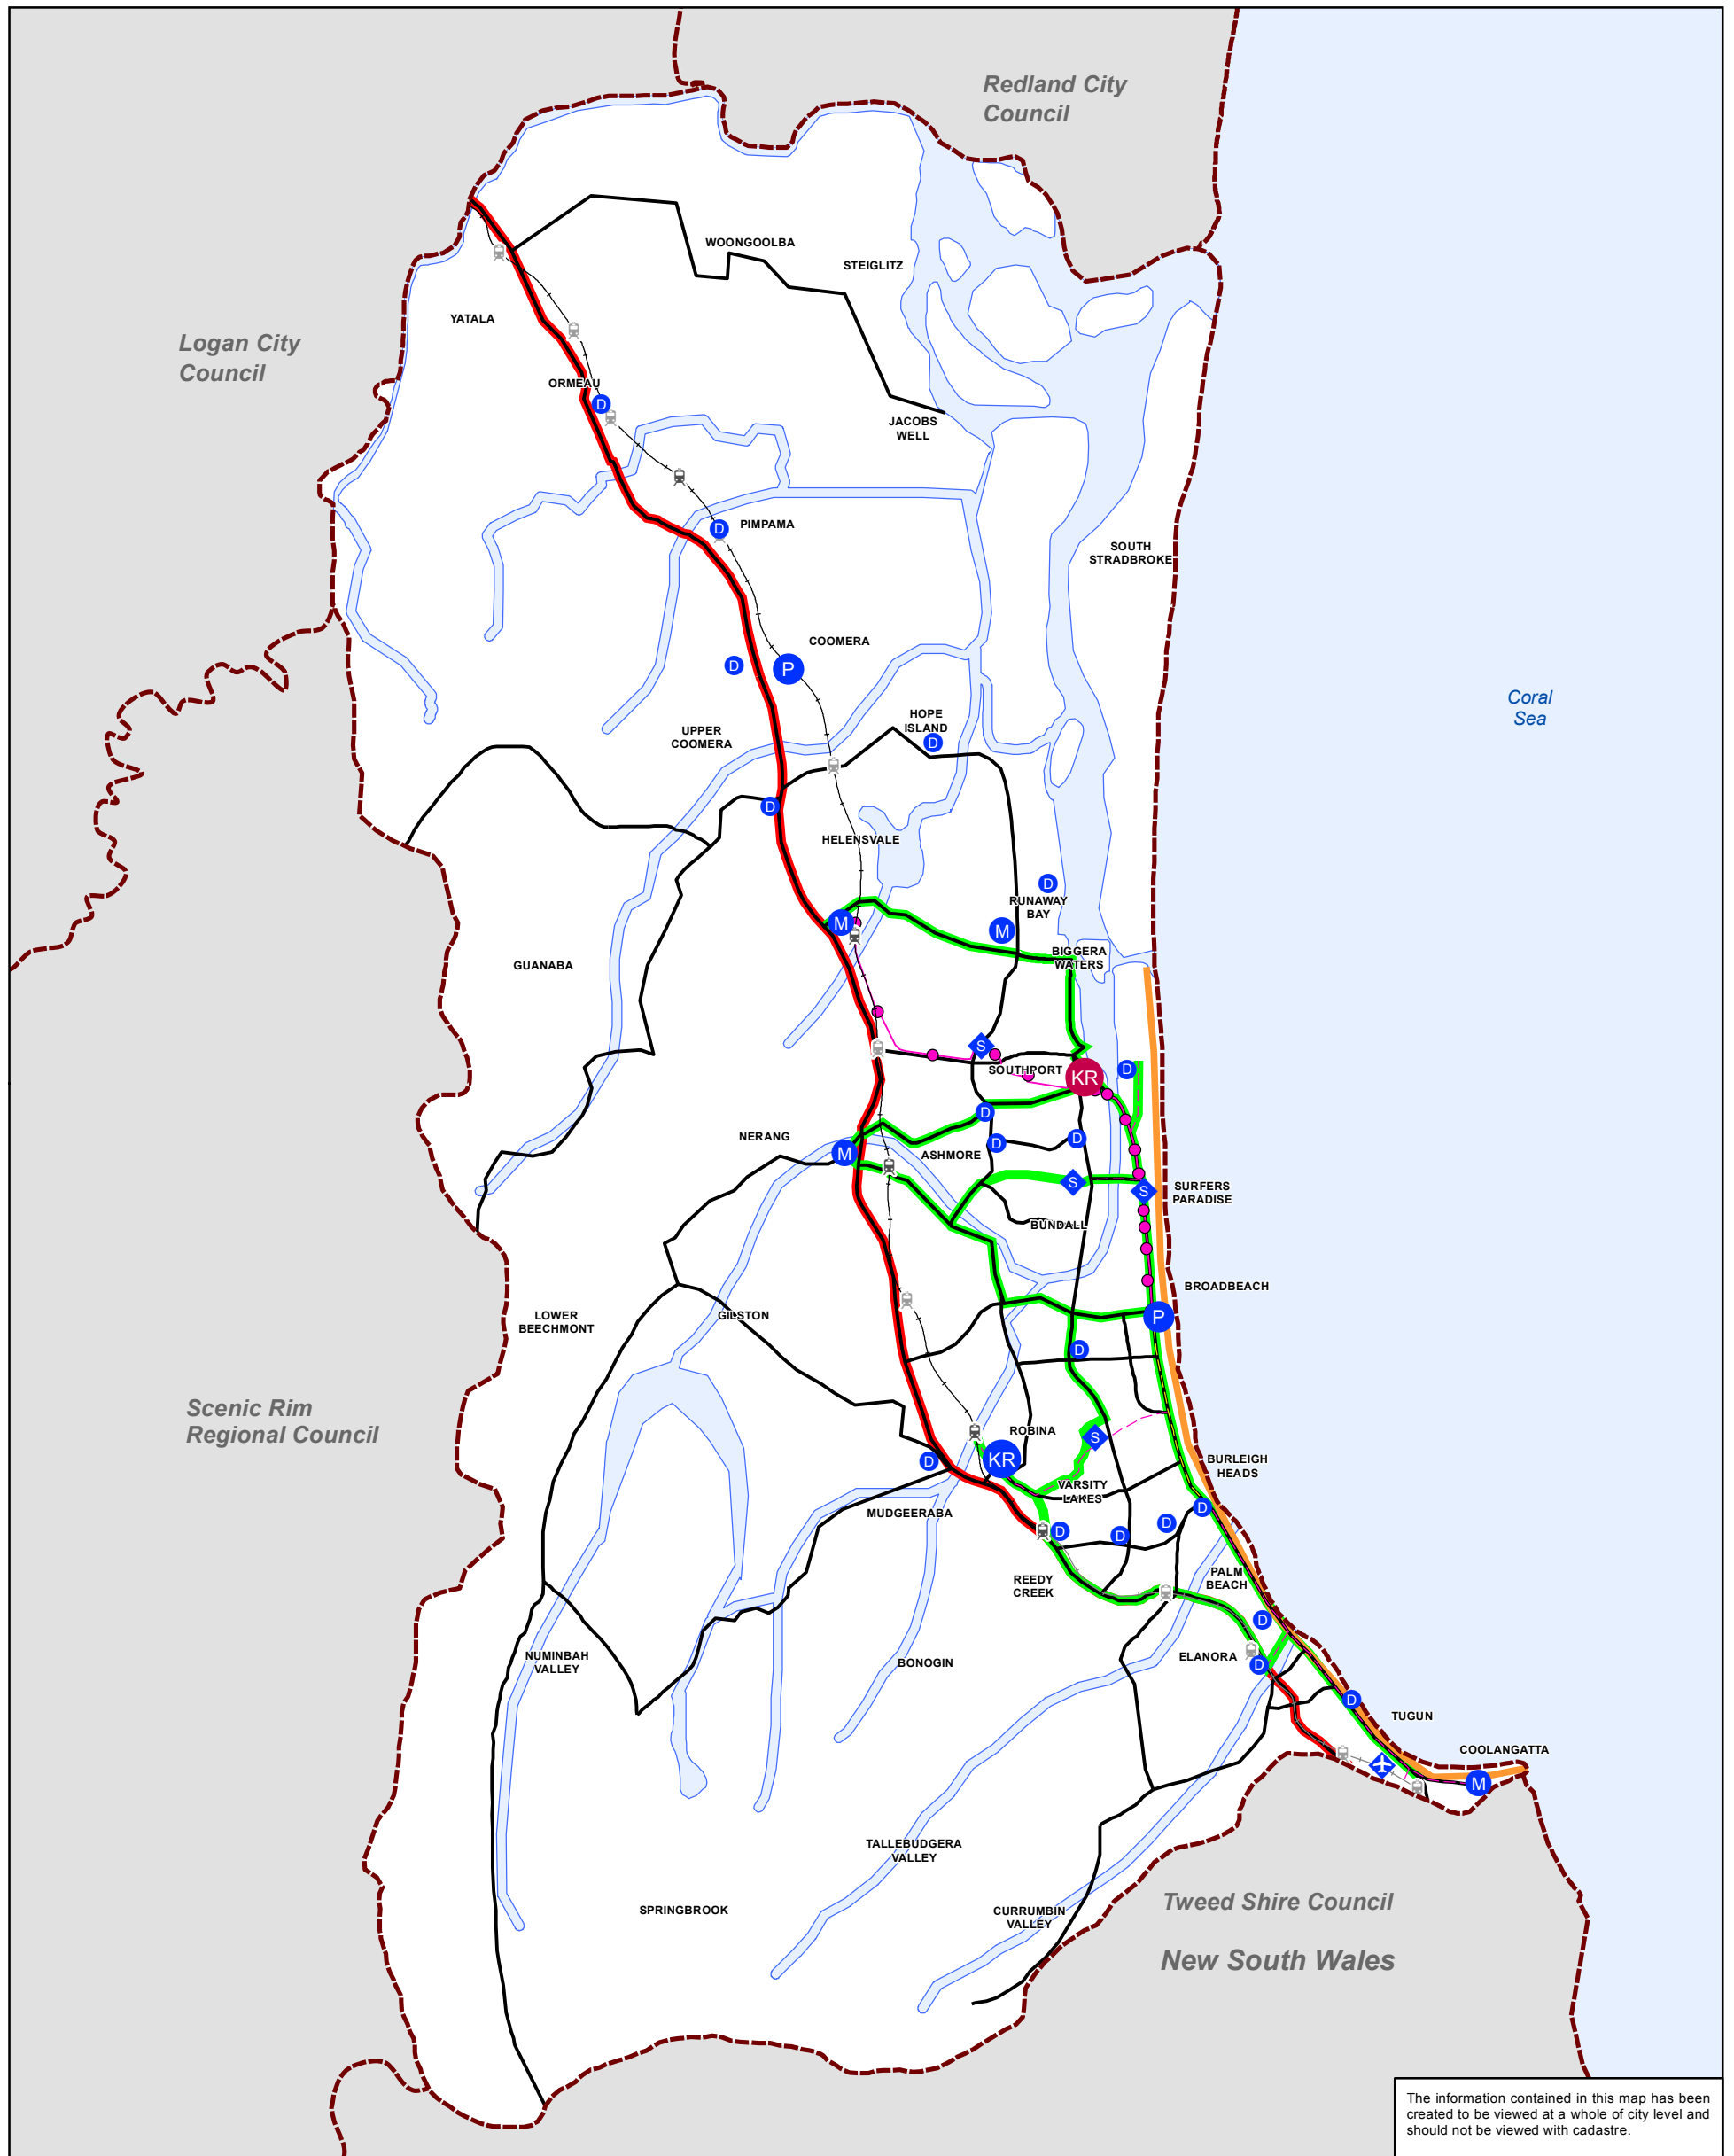 Redland City
Council
WOONGOOLBA
STEIGLITZ
YATALA
Logan City
Council
ORMEAU
D
JACOBS
WELL
D
PIMPAMA
SOUTH
STRADBROKE
COOMERA
D
P
Coral
Sea
HOPE
ISLAND
D
UPPER
COOMERA
D
HELENSVALE
D
RUNAWAY
BAY
M
M
BIGGERA
WATERS
GUANABA
S
SOUTHPORT
KR
D
D
NERANG
D
D
M
ASHMORE
S
S
SURFERS
PARADISE
BUNDALL
BROADBEACH
LOWER
BEECHMONT
GILSTON
P
D
Scenic Rim
Regional Council
ROBINA
S
D
KR
BURLEIGH
HEADS
VARSITY
LAKES
MUDGEERABA
D
D
D
D
REEDY
CREEK
PALM
BEACH
D
NUMINBAH
VALLEY
BONOGIN
ELANORA
D
D
TUGUN
COOLANGATTA
M
TALLEBUDGERA
VALLEY
SPRINGBROOK
CURRUMBIN
VALLEY
Tweed Shire Council
New South Wales
The information contained in this map has been
created to be viewed at a whole of city level and
should not be viewed with cadastre.